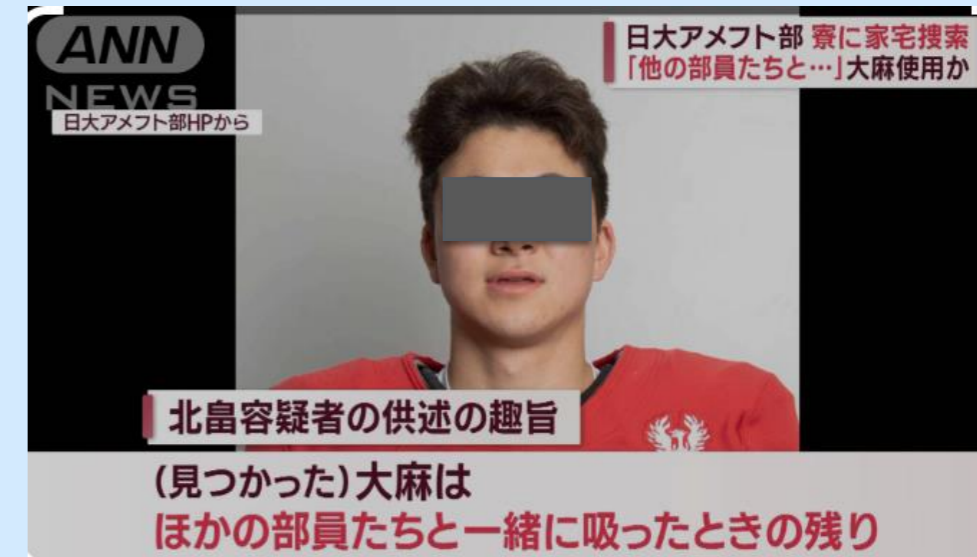 ANN
NEWS
日大アメフト部HPから
日大アメフト部 寮に家宅捜索
「他の部員たちと…」大麻使用か
北畠容疑者の供述の趣旨
(見つかった)大麻は
ほかの部員たちと一緒に吸ったときの残り